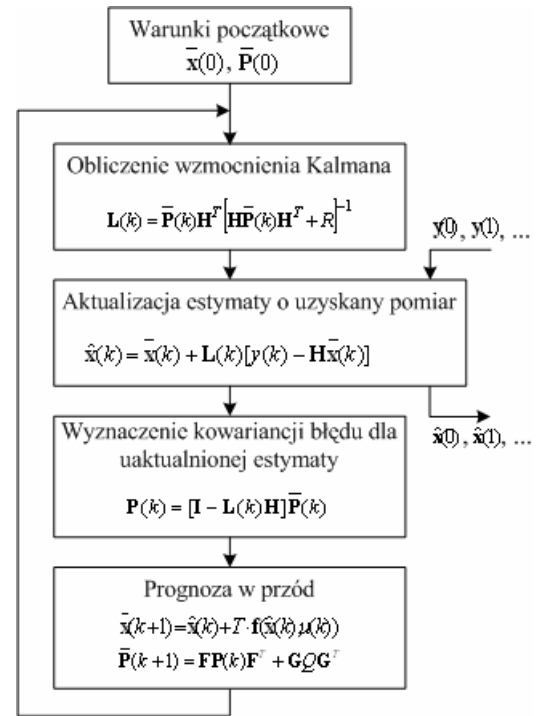 Warunki początkowe
x̄(0), P̄(0)
Obliczenie wzmocnienia Kalmana
L(k) = P̄(k)Hᵀ[HP̄(k)Hᵀ + R]⁻¹
y(0), y(1), ...
Aktualizacja estymaty o uzyskany pomiar
x̂(k) = x̄(k) + L(k)[y(k) − Hx̄(k)]
x̂(0), x̂(1), ...
Wyznaczenie kowariancji błędu dla
uaktualnionej estymaty
P(k) = [I − L(k)H]P̄(k)
Prognoza w przód
x̄(k+1)=x̂(k)+T·f(x̂(k),u(k))
P̄(k+1) = FP(k)Fᵀ + GQGᵀ